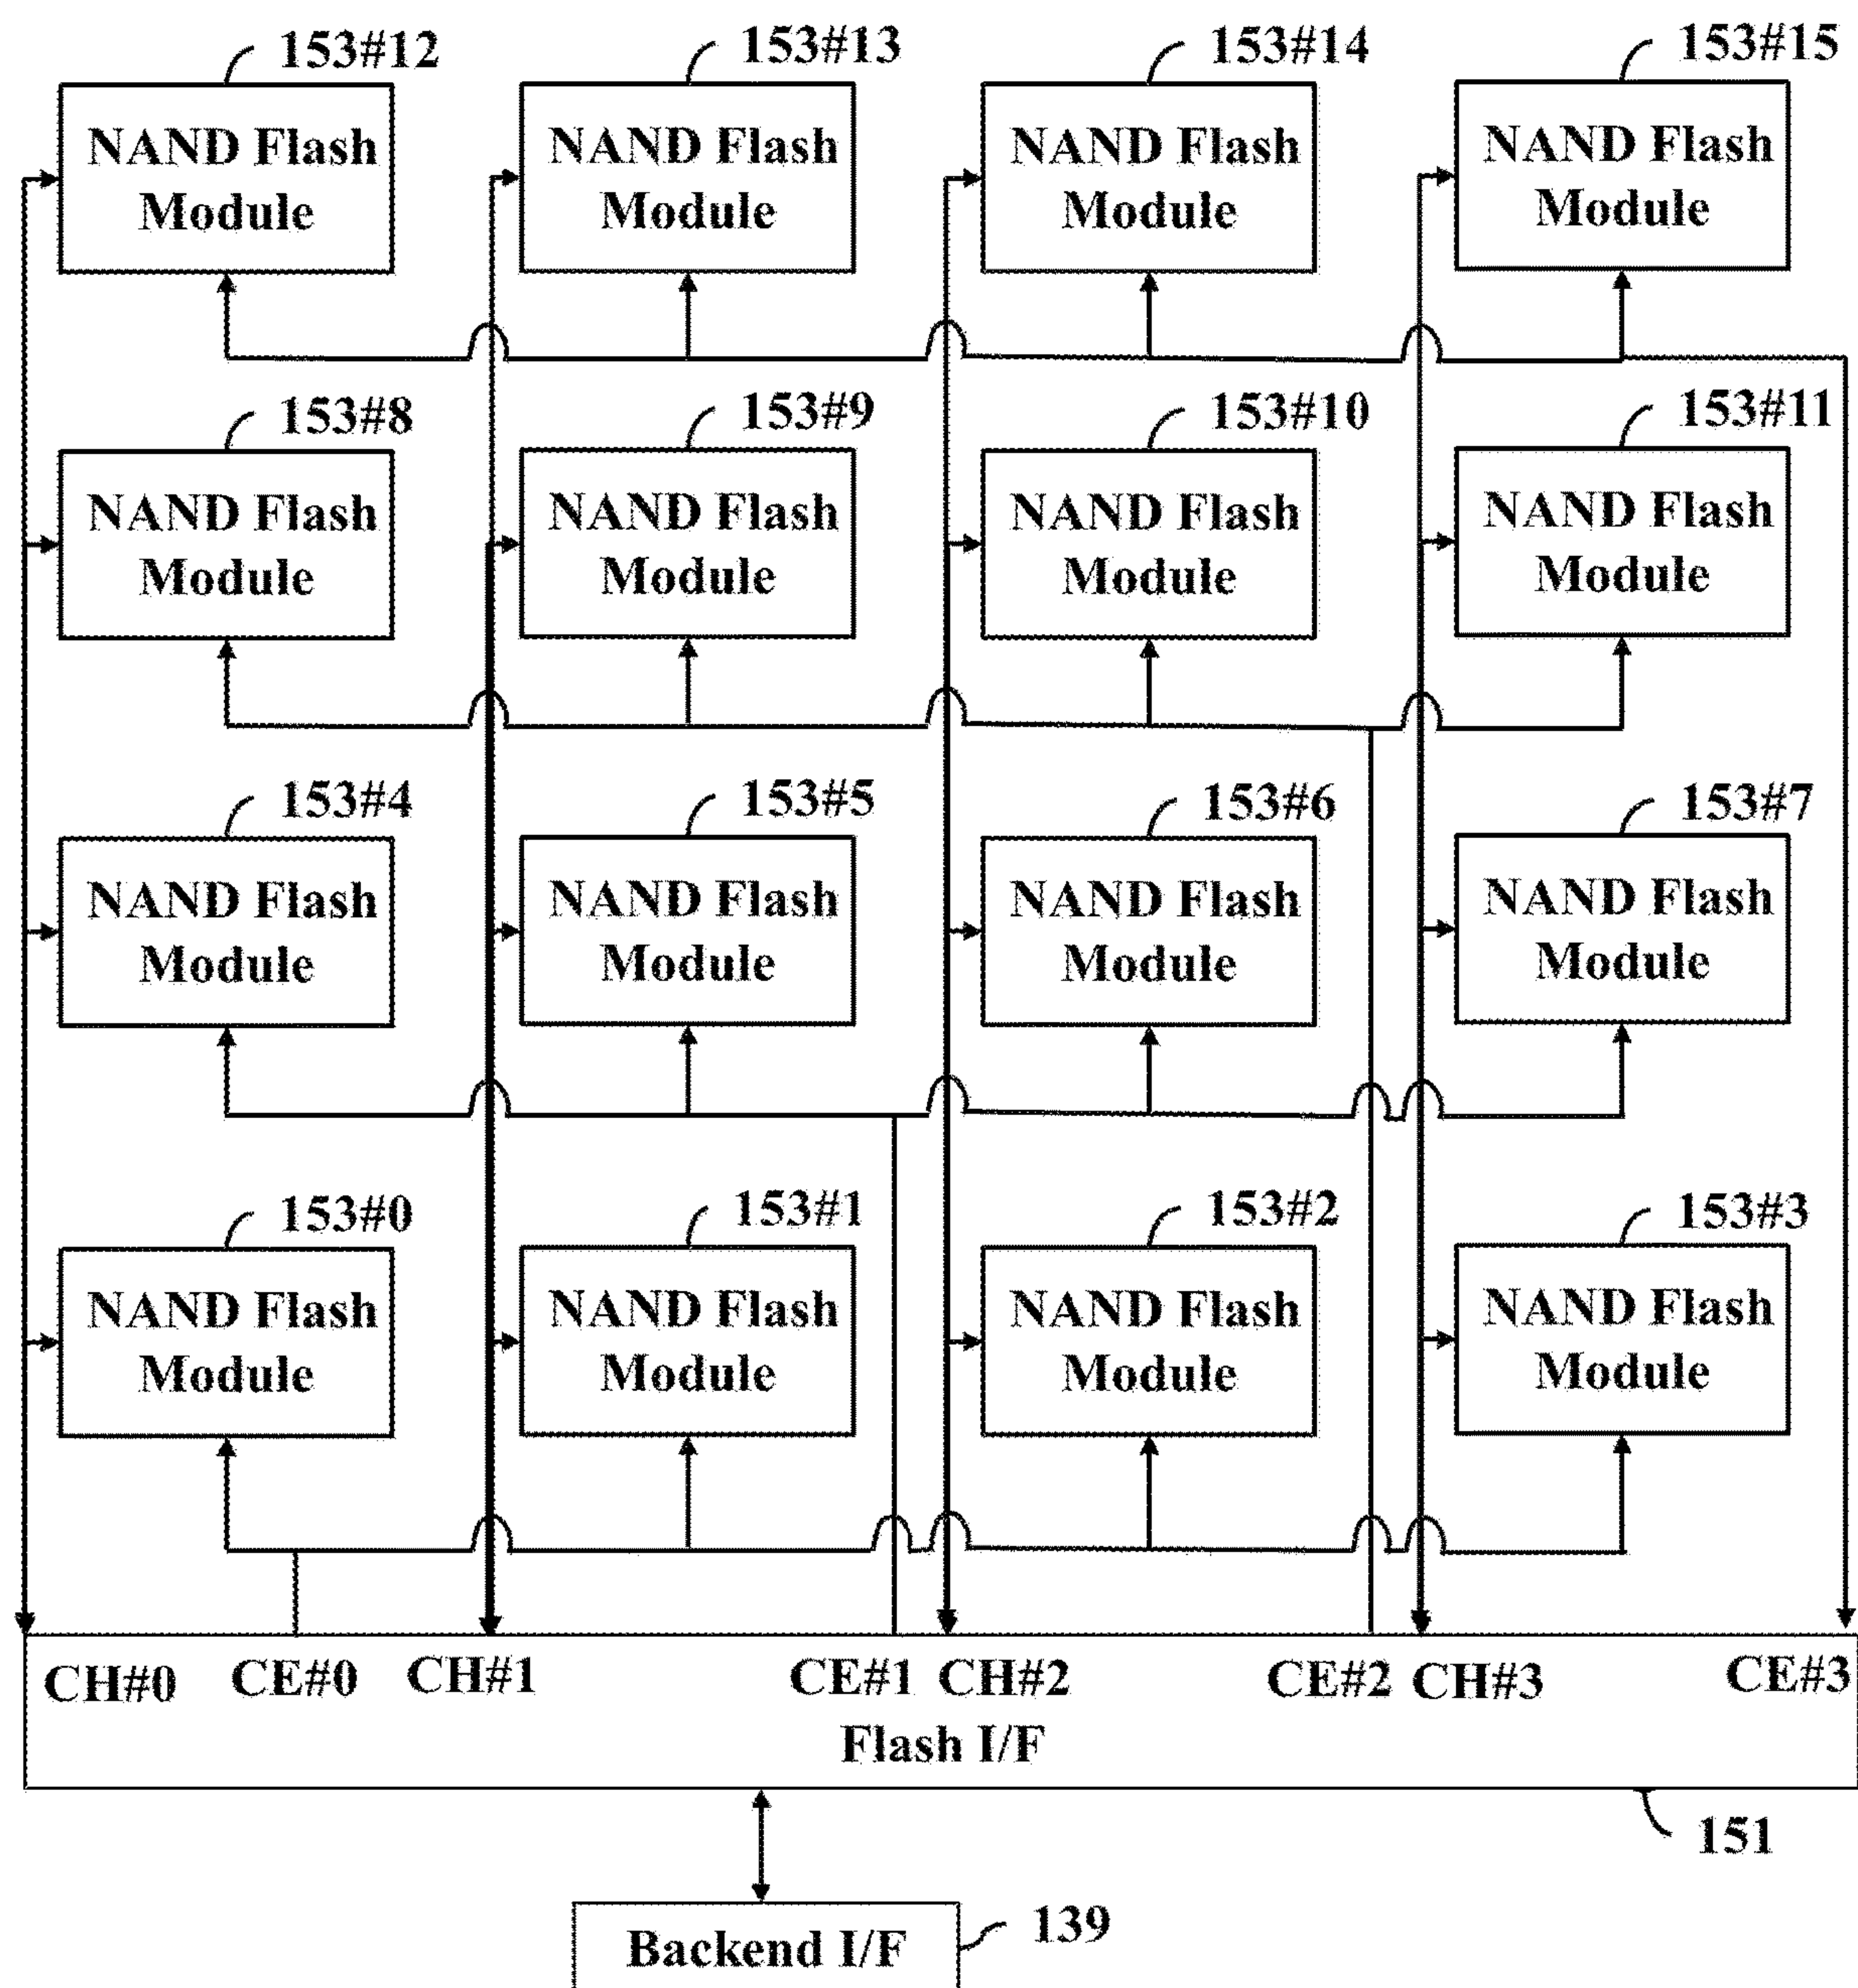 153#12
153#13
153#14
153#15
NAND Flash
Module
NAND Flash
Module
NAND Flash
Module
NAND Flash
Module
153#8
153#9
153#10
153#11
NAND Flash
Module
NAND Flash
Module
NAND Flash
Module
NAND Flash
Module
153#4
153#5
153#6
153#7
NAND Flash
Module
NAND Flash
Module
NAND Flash
Module
NAND Flash
Module
153#0
153#1
153#2
153#3
NAND Flash
Module
NAND Flash
Module
NAND Flash
Module
NAND Flash
Module
CH#0
CE#0
CH#1
CE#1
CH#2
CE#2
CH#3
CE#3
Flash I/F
151
139
Backend I/F